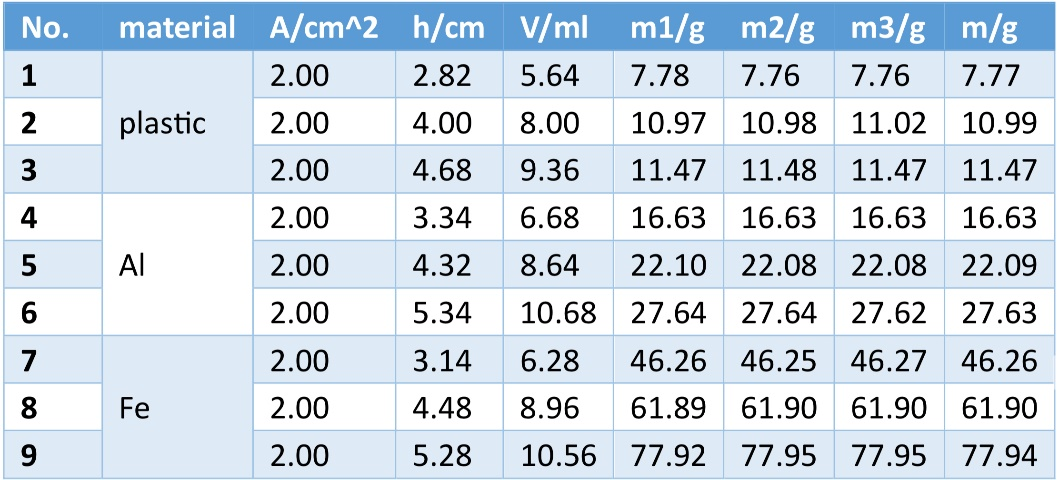 No. material A/cm^2 h/cm V/ml m1/g m2/g m3/g m/g
1 2.00 2.82 5.64 7.78 7.76 7.76 7.77
2 plastic 2.00 4.00 8.00 10.97 10.98 11.02 10.99
3 2.00 4.68 9.36 11.47 11.48 11.47 11.47
4 2.00 3.34 6.68 16.63 16.63 16.63 16.63
5 Al 2.00 4.32 8.64 22.10 22.08 22.08 22.09
6 2.00 5.34 10.68 27.64 27.64 27.62 27.63
7 2.00 3.14 6.28 46.26 46.25 46.27 46.26
8 Fe 2.00 4.48 8.96 61.89 61.90 61.90 61.90
9 2.00 5.28 10.56 77.92 77.95 77.95 77.94